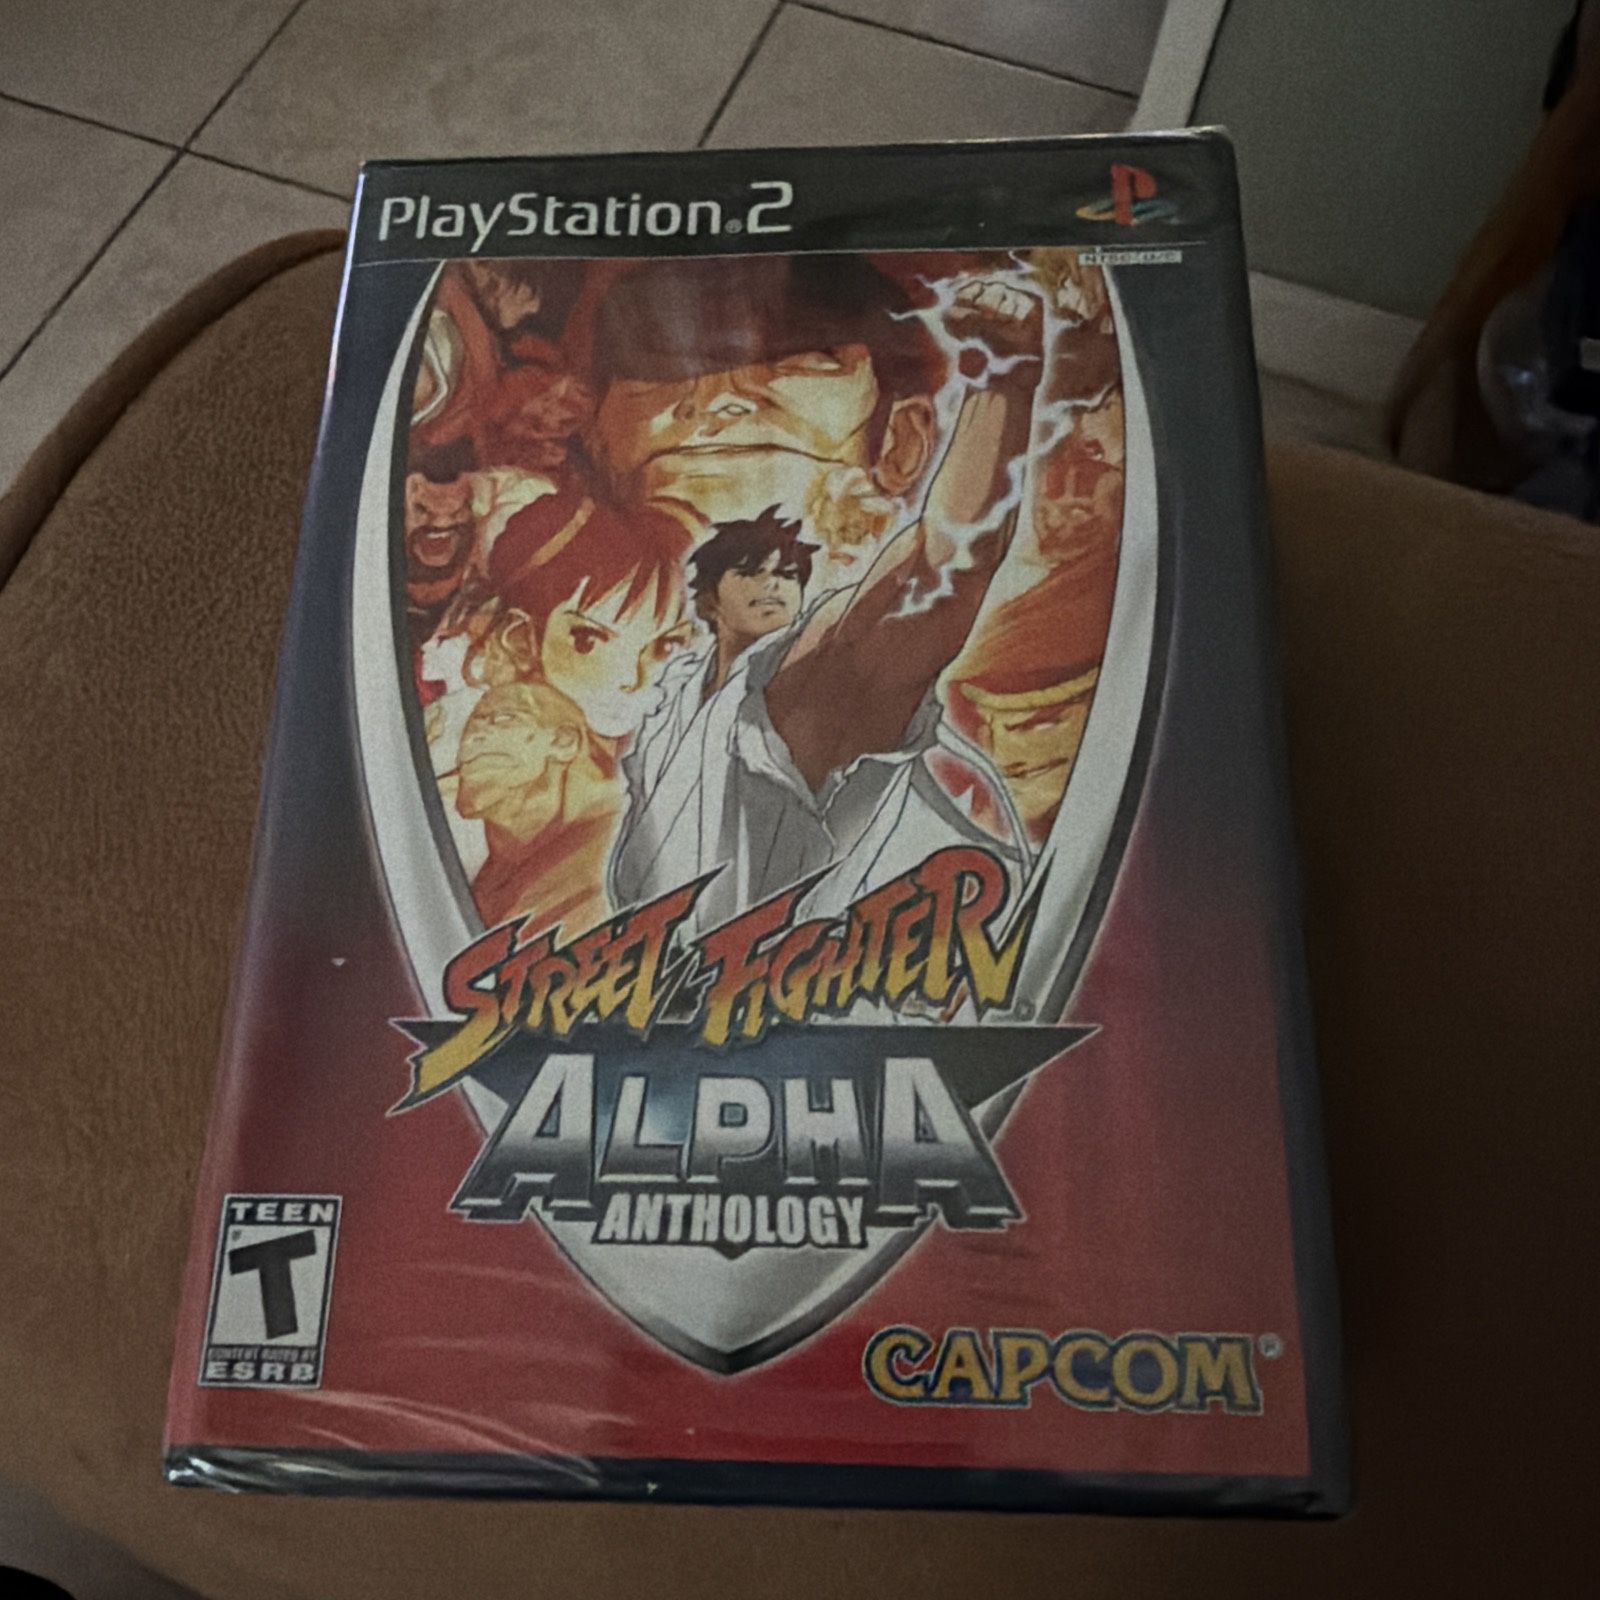 PlayStation®2
NTSC U/C
STREET FIGHTER
ALPHA
ANTHOLOGY
TEEN
T
CONTENT RATED BY
ESRB
CAPCOM®